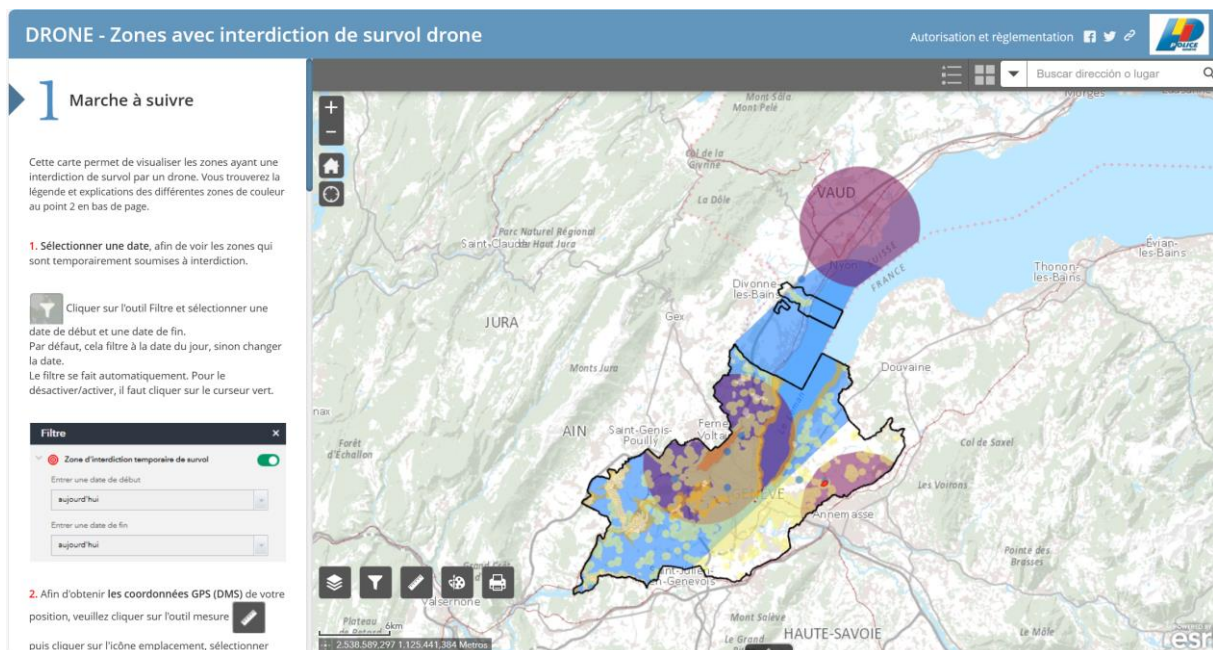 DRONE - Zones avec interdiction de survol drone
Autorisation et règlementation
POLICE
1 Marche à suivre
Buscar dirección o lugar
Cette carte permet de visualiser les zones ayant une
interdiction de survol par un drone. Vous trouverez la
légende et explications des différentes zones de couleur
au point 2 en bas de page.
1. Sélectionner une date, afin de voir les zones qui
sont temporairement soumises à interdiction.
Cliquer sur l'outil Filtre et sélectionner une
date de début et une date de fin.
Par défaut, cela filtre à la date du jour, sinon changer
la date.
Le filtre se fait automatiquement. Pour le
désactiver/activer, il faut cliquer sur le curseur vert.
Filtre
Zone d'interdiction temporaire de survol
Entrer une date de début
aujourd'hui
Entrer une date de fin
aujourd'hui
2. Afin d'obtenir les coordonnées GPS (DMS) de votre
position, veuillez cliquer sur l'outil mesure
puis cliquer sur l'icône emplacement, sélectionner
+
−
Morges
Lausanne
Mont Sâla
Mont Pelé
Col de la
Givrine
VAUD
La Dôle
Parc Naturel Régional
Saint-Claude
du Haut Jura
Nyon
SUISSE
FRANCE
Évian-
les-Bains
Thonon-
les-Bains
Divonne-
les-Bains
Gex
JURA
Monts Jura
Douvaine
AIN
Saint-Genis-
Pouilly
Forêt
d'Échallon
Col de Saxel
GENÈVE
Les Voirons
Annemasse
Pointe des
Brasses
Valserhône
Plateau
de Retord
6km
Mont Salève
Le Grand
HAUTE-SAVOIE
Le Môle
2.538.589,297 1.125.441,384 Metros
POWERED BY
esri